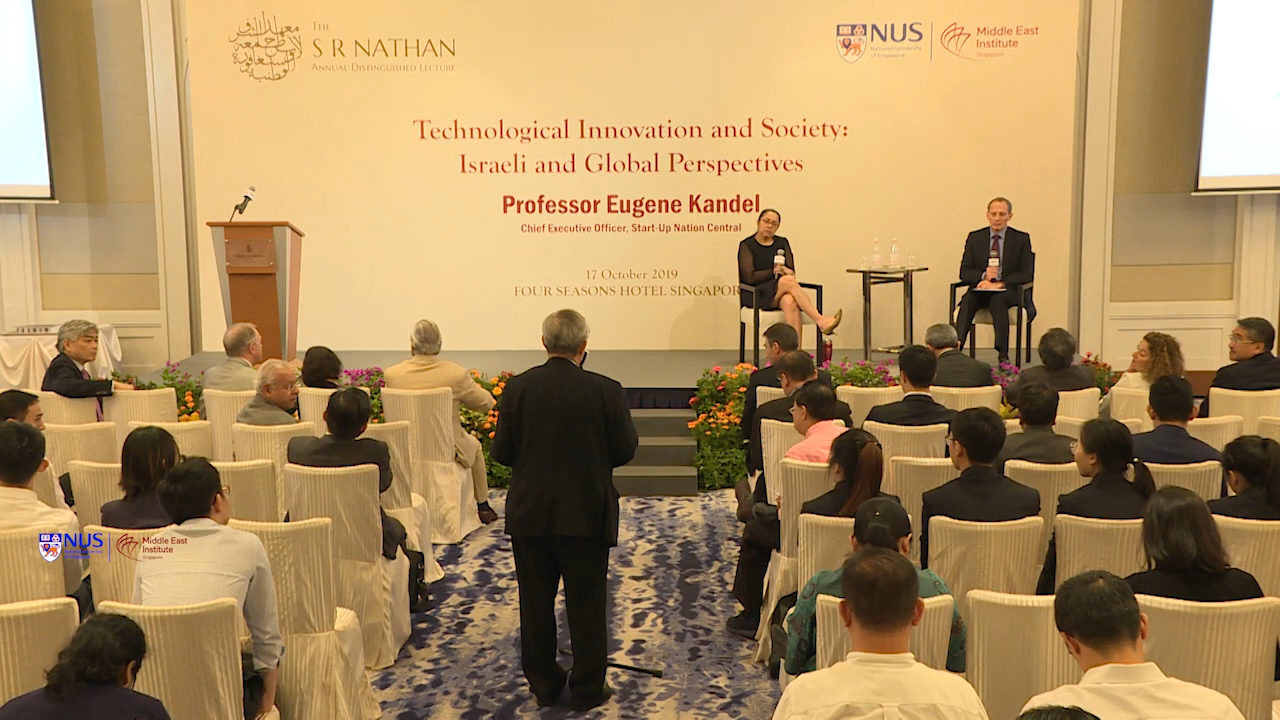 THE
S R NATHAN
ANNUAL DISTINGUISHED LECTURE
NUS
National University
of Singapore
Middle East
Institute
Singapore
Technological Innovation and Society:
Israeli and Global Perspectives
Professor Eugene Kandel
Chief Executive Officer, Start-Up Nation Central
17 October 2019
FOUR SEASONS HOTEL SINGAPOR
NUS
Middle East
Institute
Singapore